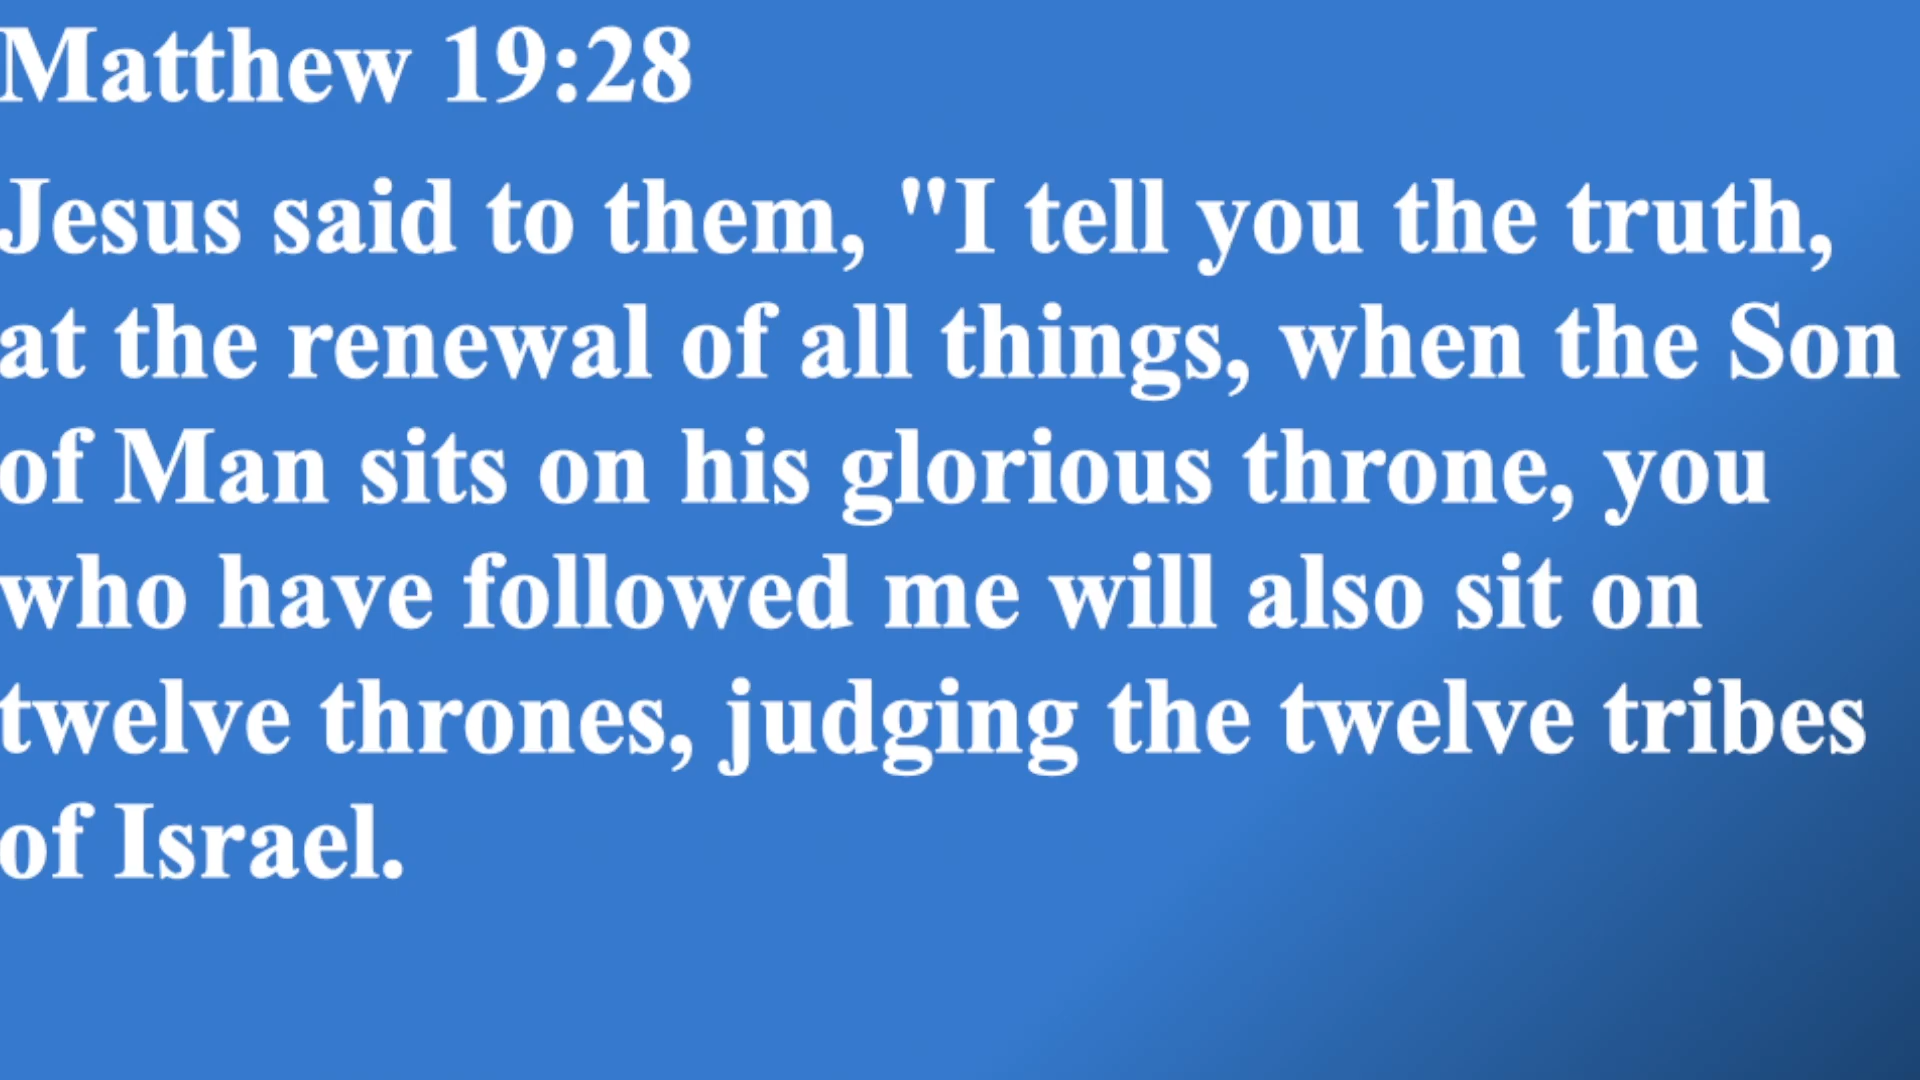 Matthew 19:28
Jesus said to them, "I tell you the truth,
at the renewal of all things, when the Son
of Man sits on his glorious throne, you
who have followed me will also sit on
twelve thrones, judging the twelve tribes
of Israel.